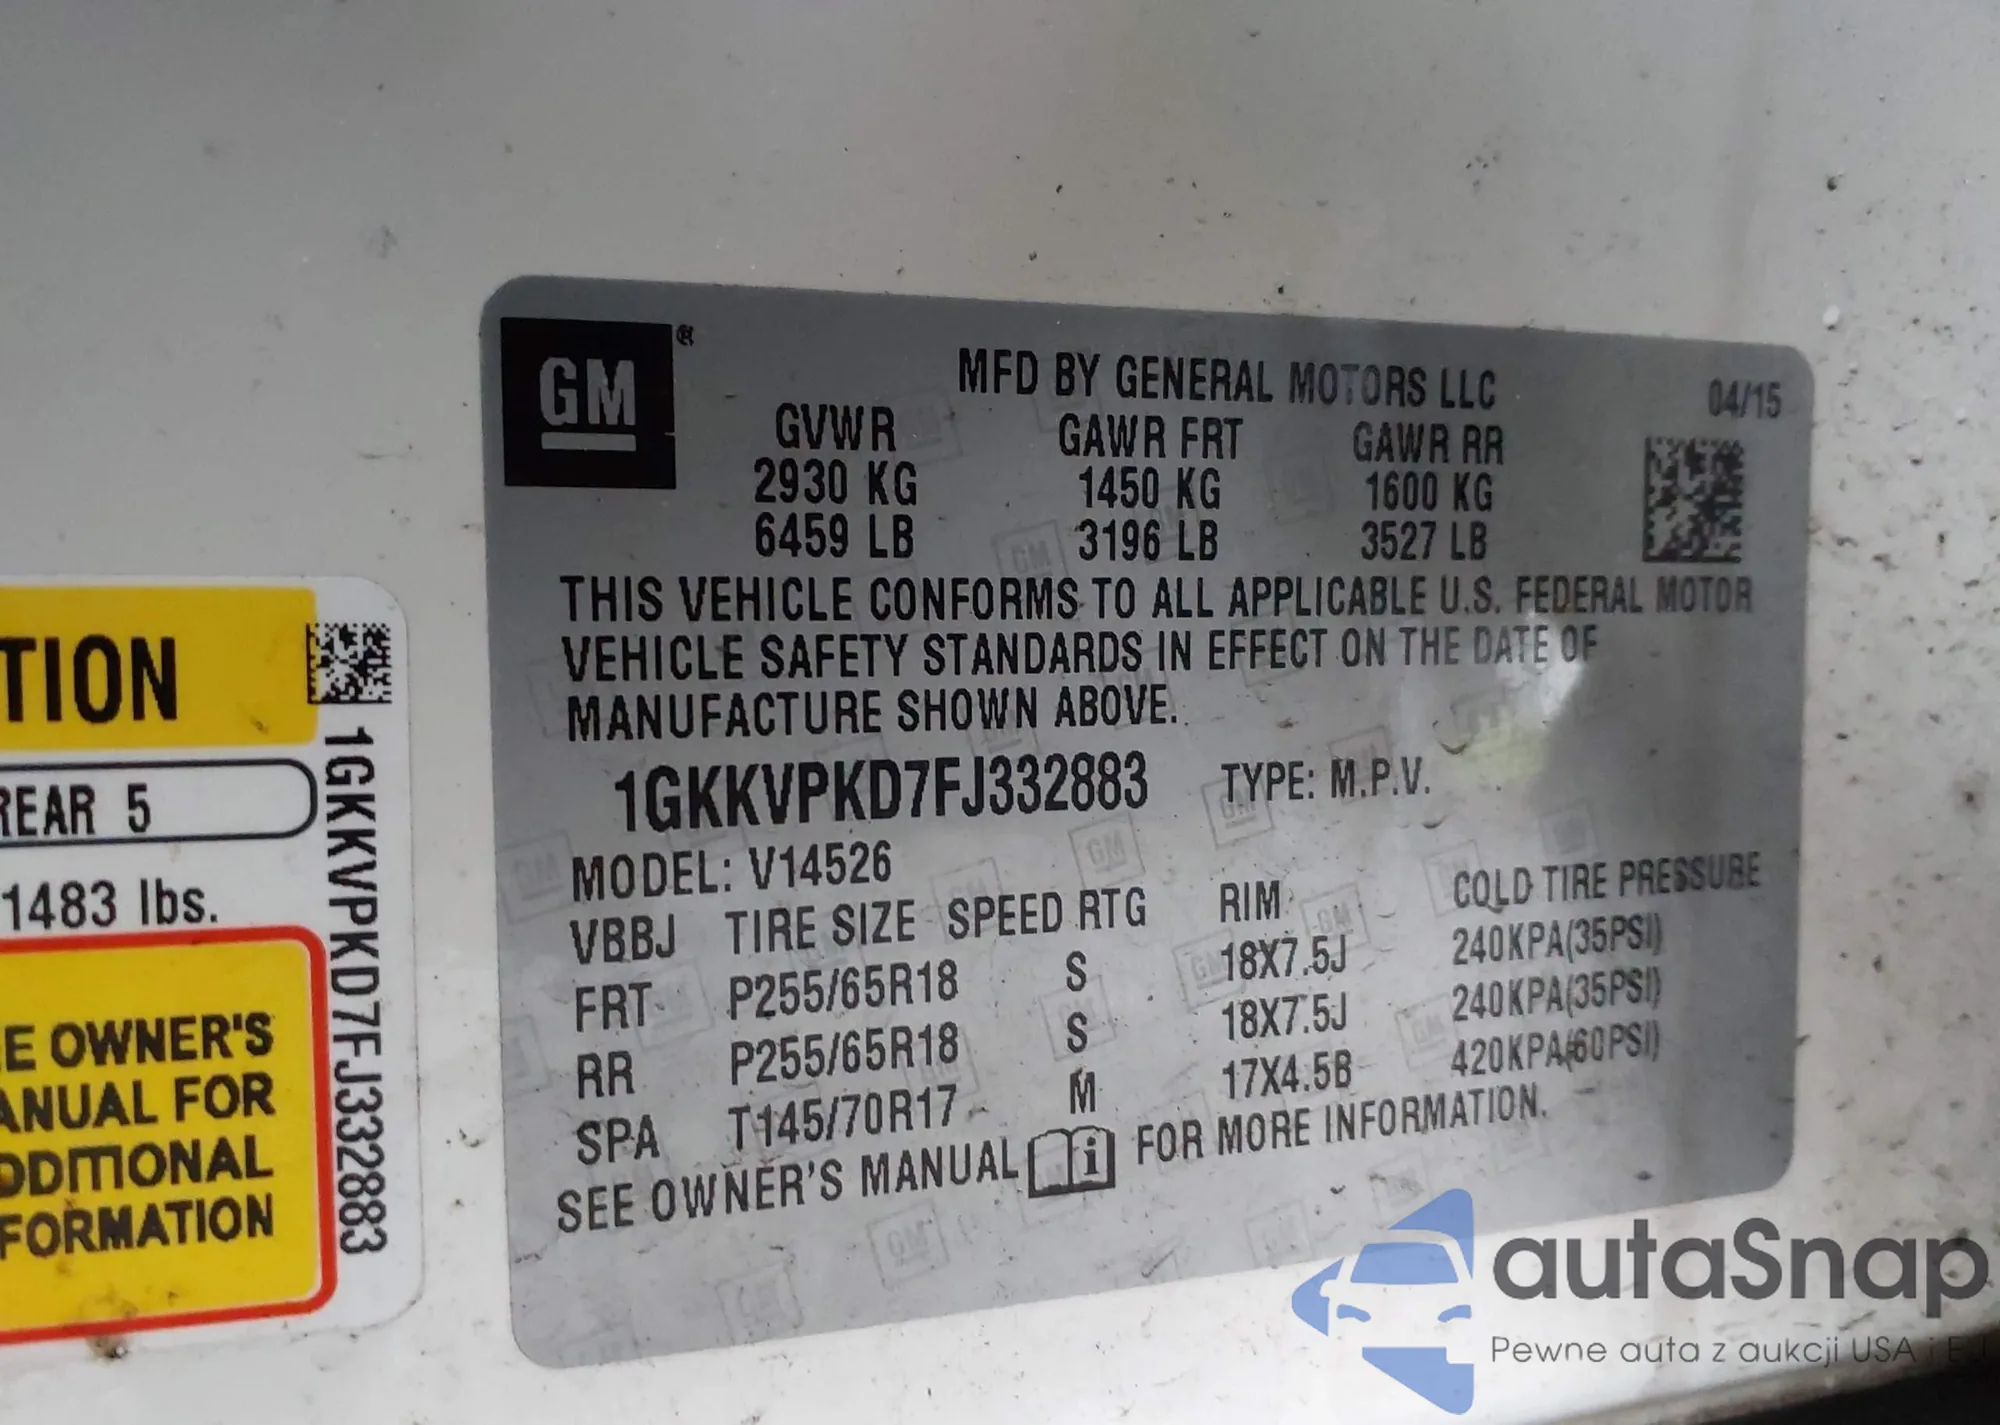 GM®
MFD BY GENERAL MOTORS LLC 04/15
GVWR GAWR FRT GAWR RR
2930 KG 1450 KG 1600 KG
6459 LB 3196 LB 3527 LB
THIS VEHICLE CONFORMS TO ALL APPLICABLE U.S. FEDERAL MOTOR
VEHICLE SAFETY STANDARDS IN EFFECT ON THE DATE OF
MANUFACTURE SHOWN ABOVE.
1GKKVPKD7FJ332883 TYPE: M.P.V.
MODEL: V14526
VBBJ TIRE SIZE SPEED RTG RIM COLD TIRE PRESSURE
FRT P255/65R18 S 18X7.5J 240KPA(35PSI)
RR P255/65R18 S 18X7.5J 240KPA(35PSI)
SPA T145/70R17 M 17X4.5B 420KPA(60PSI)
SEE OWNER'S MANUAL i FOR MORE INFORMATION.
TION
REAR 5
1483 lbs.
E OWNER'S
ANUAL FOR
DDITIONAL
FORMATION
1GKKVPKD7FJ332883
autaSnap
Pewne auta z aukcji USA i EU